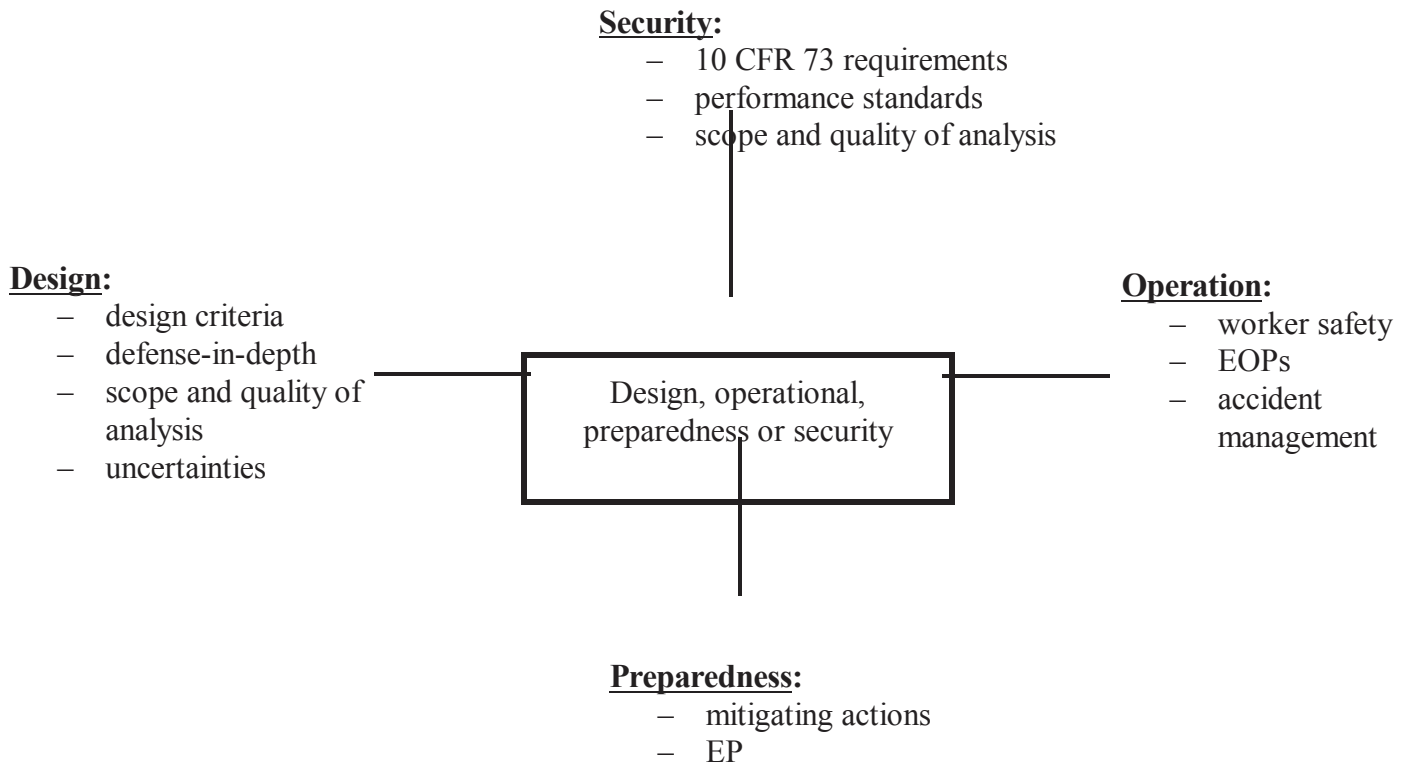 Security:
– 10 CFR 73 requirements
– performance standards
– scope and quality of analysis
Design:
– design criteria
– defense-in-depth
– scope and quality of
analysis
– uncertainties
Design, operational,
preparedness or security
Operation:
– worker safety
– EOPs
– accident
management
Preparedness:
– mitigating actions
– EP